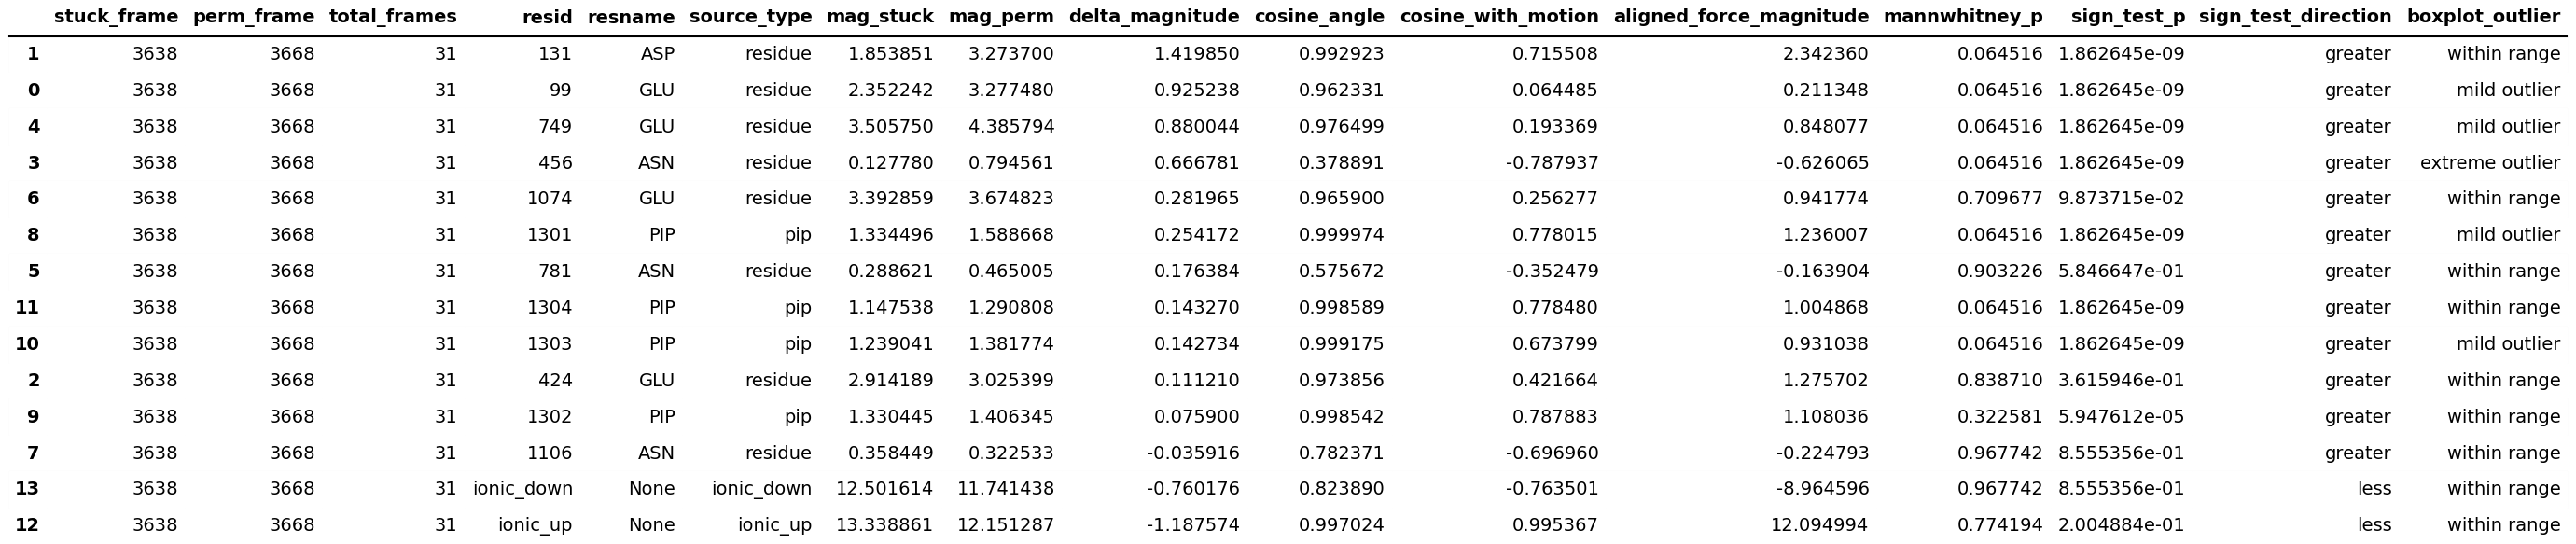 stuck_frame perm_frame total_frames resid resname source_type mag_stuck mag_perm delta_magnitude cosine_angle cosine_with_motion aligned_force_magnitude mannwhitney_p sign_test_p sign_test_direction boxplot_outlier
1 3638 3668 31 131 ASP residue 1.853851 3.273700 1.419850 0.992923 0.715508 2.342360 0.064516 1.862645e-09 greater within range
0 3638 3668 31 99 GLU residue 2.352242 3.277480 0.925238 0.962331 0.064485 0.211348 0.064516 1.862645e-09 greater mild outlier
4 3638 3668 31 749 GLU residue 3.505750 4.385794 0.880044 0.976499 0.193369 0.848077 0.064516 1.862645e-09 greater mild outlier
3 3638 3668 31 456 ASN residue 0.127780 0.794561 0.666781 0.378891 -0.787937 -0.626065 0.064516 1.862645e-09 greater extreme outlier
6 3638 3668 31 1074 GLU residue 3.392859 3.674823 0.281965 0.965900 0.256277 0.941774 0.709677 9.873715e-02 greater within range
8 3638 3668 31 1301 PIP pip 1.334496 1.588668 0.254172 0.999974 0.778015 1.236007 0.064516 1.862645e-09 greater mild outlier
5 3638 3668 31 781 ASN residue 0.288621 0.465005 0.176384 0.575672 -0.352479 -0.163904 0.903226 5.846647e-01 greater within range
11 3638 3668 31 1304 PIP pip 1.147538 1.290808 0.143270 0.998589 0.778480 1.004868 0.064516 1.862645e-09 greater within range
10 3638 3668 31 1303 PIP pip 1.239041 1.381774 0.142734 0.999175 0.673799 0.931038 0.064516 1.862645e-09 greater mild outlier
2 3638 3668 31 424 GLU residue 2.914189 3.025399 0.111210 0.973856 0.421664 1.275702 0.838710 3.615946e-01 greater within range
9 3638 3668 31 1302 PIP pip 1.330445 1.406345 0.075900 0.998542 0.787883 1.108036 0.322581 5.947612e-05 greater within range
7 3638 3668 31 1106 ASN residue 0.358449 0.322533 -0.035916 0.782371 -0.696960 -0.224793 0.967742 8.555356e-01 greater within range
13 3638 3668 31 ionic_down None ionic_down 12.501614 11.741438 -0.760176 0.823890 -0.763501 -8.964596 0.967742 8.555356e-01 less within range
12 3638 3668 31 ionic_up None ionic_up 13.338861 12.151287 -1.187574 0.997024 0.995367 12.094994 0.774194 2.004884e-01 less within range